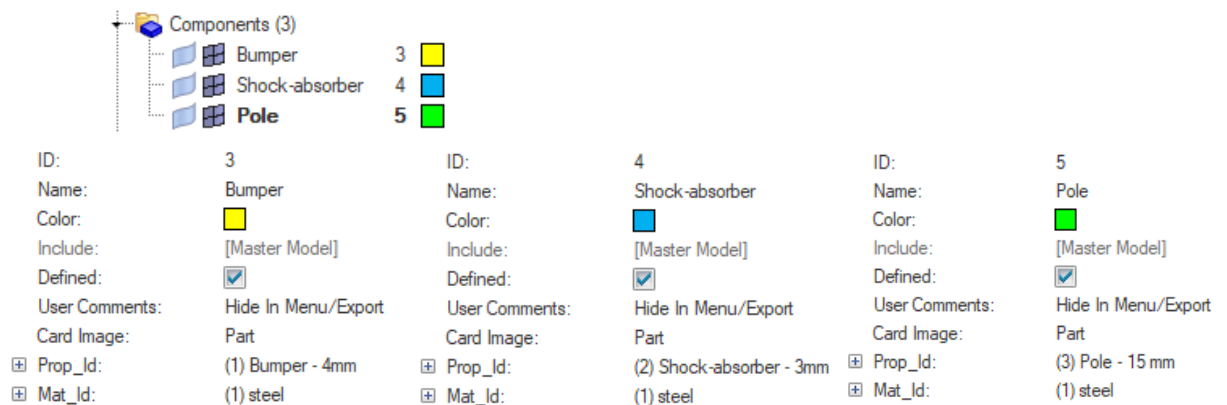 Components (3)
Bumper 3
Shock-absorber 4
Pole 5
ID: 3
Name: Bumper
Color:
Include: [Master Model]
Defined:
User Comments: Hide In Menu/Export
Card Image: Part
Prop_Id: (1) Bumper - 4mm
Mat_Id: (1) steel
ID: 4
Name: Shock-absorber
Color:
Include: [Master Model]
Defined:
User Comments: Hide In Menu/Export
Card Image: Part
Prop_Id: (2) Shock-absorber - 3mm
Mat_Id: (1) steel
ID: 5
Name: Pole
Color:
Include: [Master Model]
Defined:
User Comments: Hide In Menu/Export
Card Image: Part
Prop_Id: (3) Pole - 15 mm
Mat_Id: (1) steel